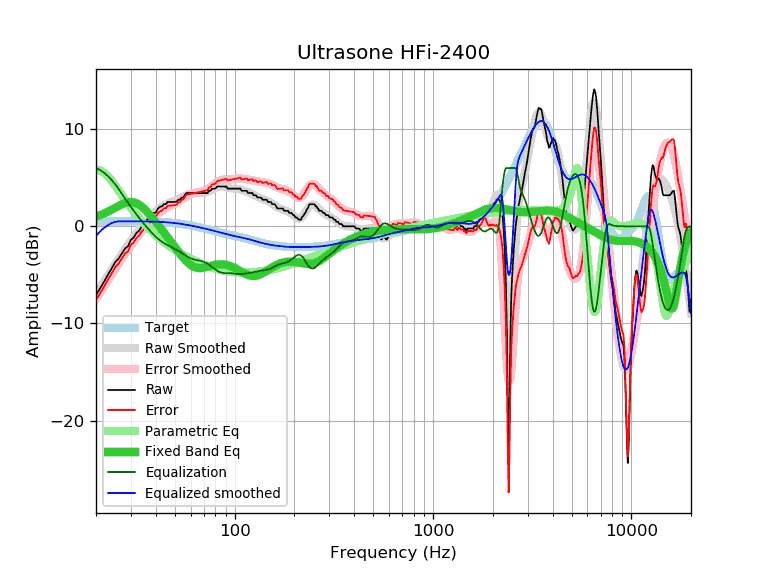 Ultrasone HFi-2400
Amplitude (dBr)
10
0
−10
−20
Target
Raw Smoothed
Error Smoothed
Raw
Error
Parametric Eq
Fixed Band Eq
Equalization
Equalized smoothed
100 1000 10000
Frequency (Hz)